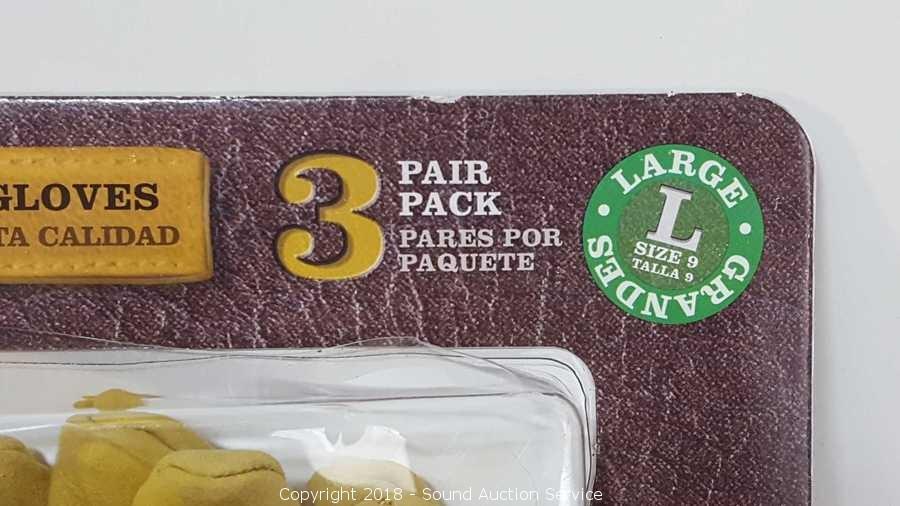 GLOVES
TA CALIDAD
3
PAIR
PACK
PARES POR
PAQUETE
LARGE
L
SIZE 9
TALLA 9
GRANDES
Copyright 2018 - Sound Auction Service